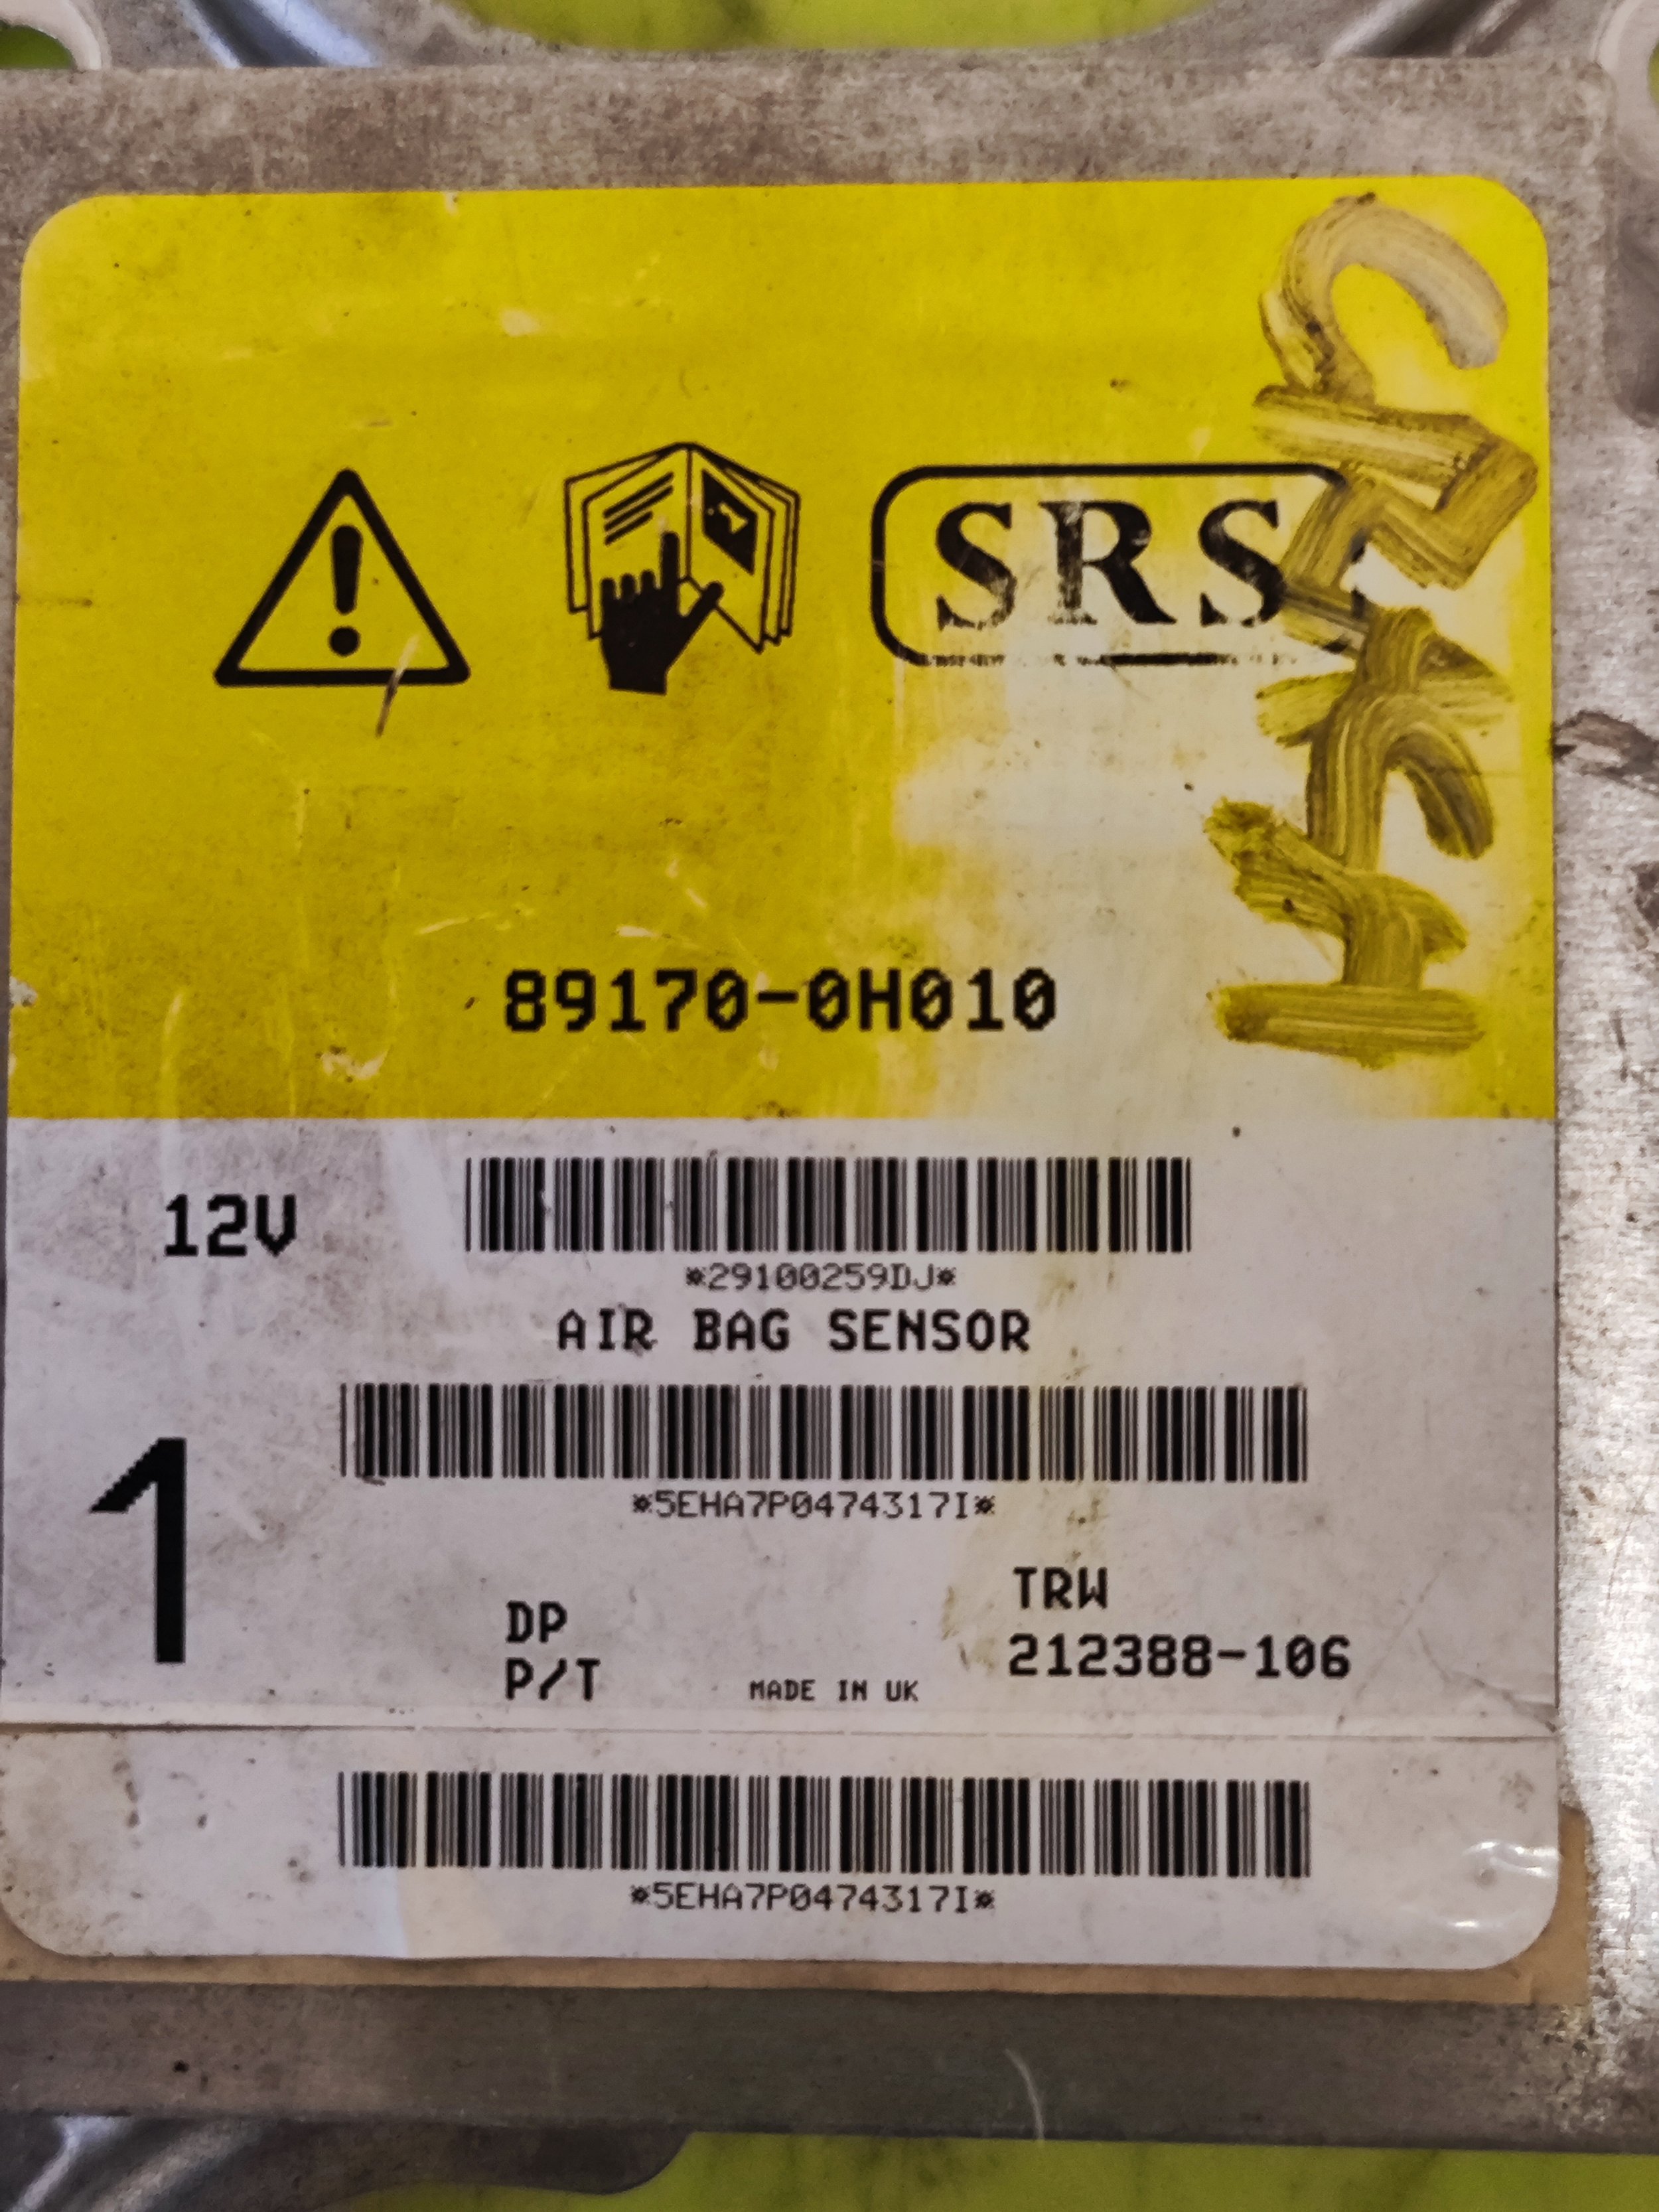 SRS
89170-0H010
12V
*29100259DJ*
AIR BAG SENSOR
*5EHA7P0474317I*
1
TRW
DP
212388-106
P/T
MADE IN UK
*5EHA7P0474317I*